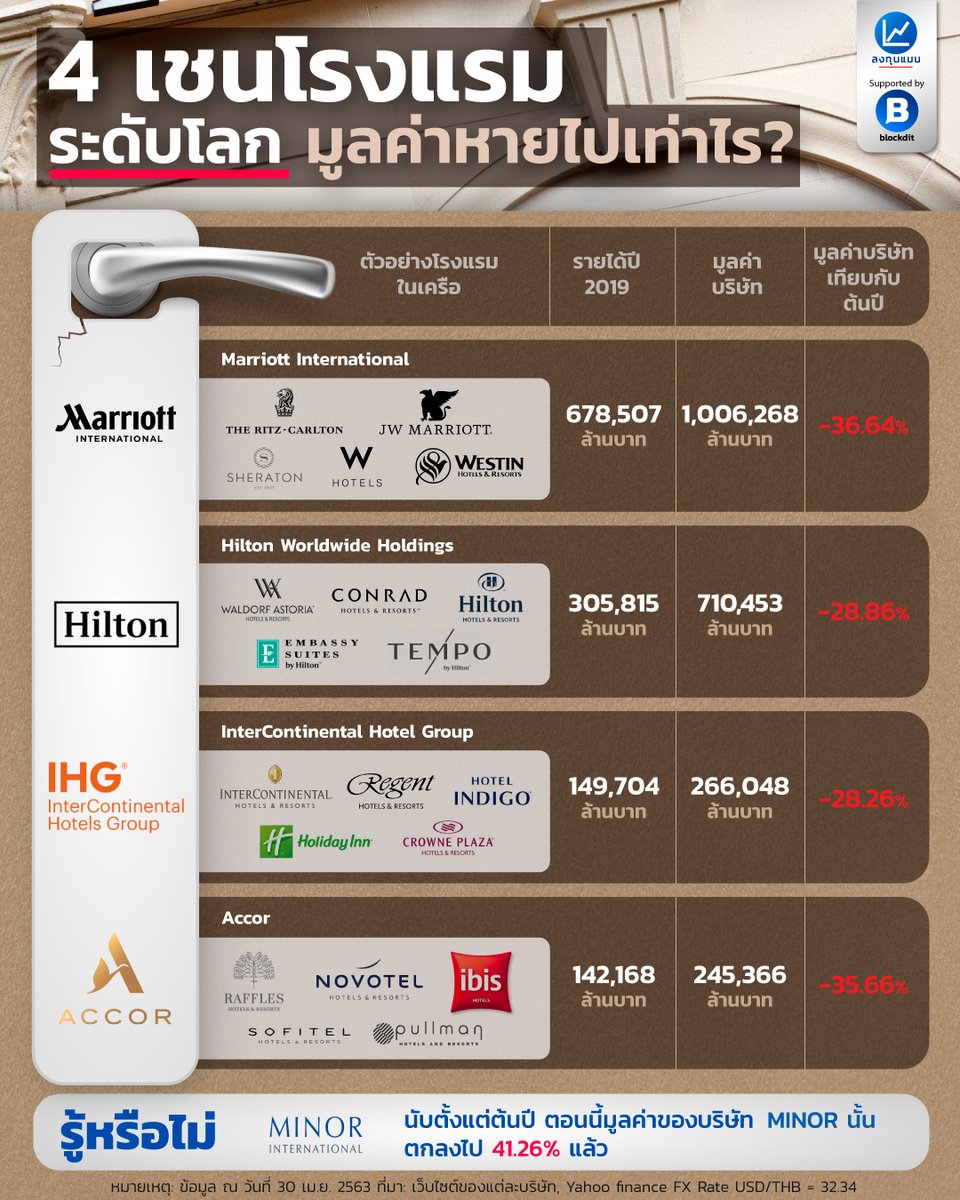 4 เชนโรงแรม
ระดับโลก มูลค่าหายไปเท่าไร?
ลงทุนแมน
Supported by
B
blockdit
ตัวอย่างโรงแรม
ในเครือ
รายได้ปี
2019
มูลค่า
บริษัท
มูลค่าบริษัท
เทียบกับ
ต้นปี
Marriott
INTERNATIONAL
Marriott International
THE RITZ-CARLTON
JW MARRIOTT
SHERATON
W
HOTELS
WESTIN
HOTELS & RESORTS
678,507
ล้านบาท
1,006,268
ล้านบาท
-36.64%
Hilton
Hilton Worldwide Holdings
WALDORF ASTORIA
HOTELS & RESORTS
CONRAD
HOTELS & RESORTS™
H
Hilton
HOTELS & RESORTS
E
EMBASSY
SUITES
by Hilton™
TEMPO
by Hilton™
305,815
ล้านบาท
710,453
ล้านบาท
-28.86%
IHG®
InterContinental
Hotels Group
InterContinental Hotel Group
INTERCONTINENTAL
HOTELS & RESORTS
Regent
HOTELS & RESORTS
HOTEL
INDIGO
H Holiday Inn
CROWNE PLAZA
HOTELS & RESORTS
149,704
ล้านบาท
266,048
ล้านบาท
-28.26%
ACCOR
Accor
RAFFLES
HOTELS & RESORTS
NOVOTEL
HOTELS & RESORTS
ibis
HOTELS
SOFITEL
HOTELS & RESORTS
pullman
HOTELS AND RESORTS
142,168
ล้านบาท
245,366
ล้านบาท
-35.66%
รู้หรือไม่
MINOR
INTERNATIONAL
นับตั้งแต่ต้นปี ตอนนี้มูลค่าของบริษัท MINOR นั้น
ตกลงไป 41.26% แล้ว
หมายเหตุ: ข้อมูล ณ วันที่ 30 เม.ย. 2563 ที่มา: เว็บไซต์ของแต่ละบริษัท, Yahoo finance FX Rate USD/THB = 32.34